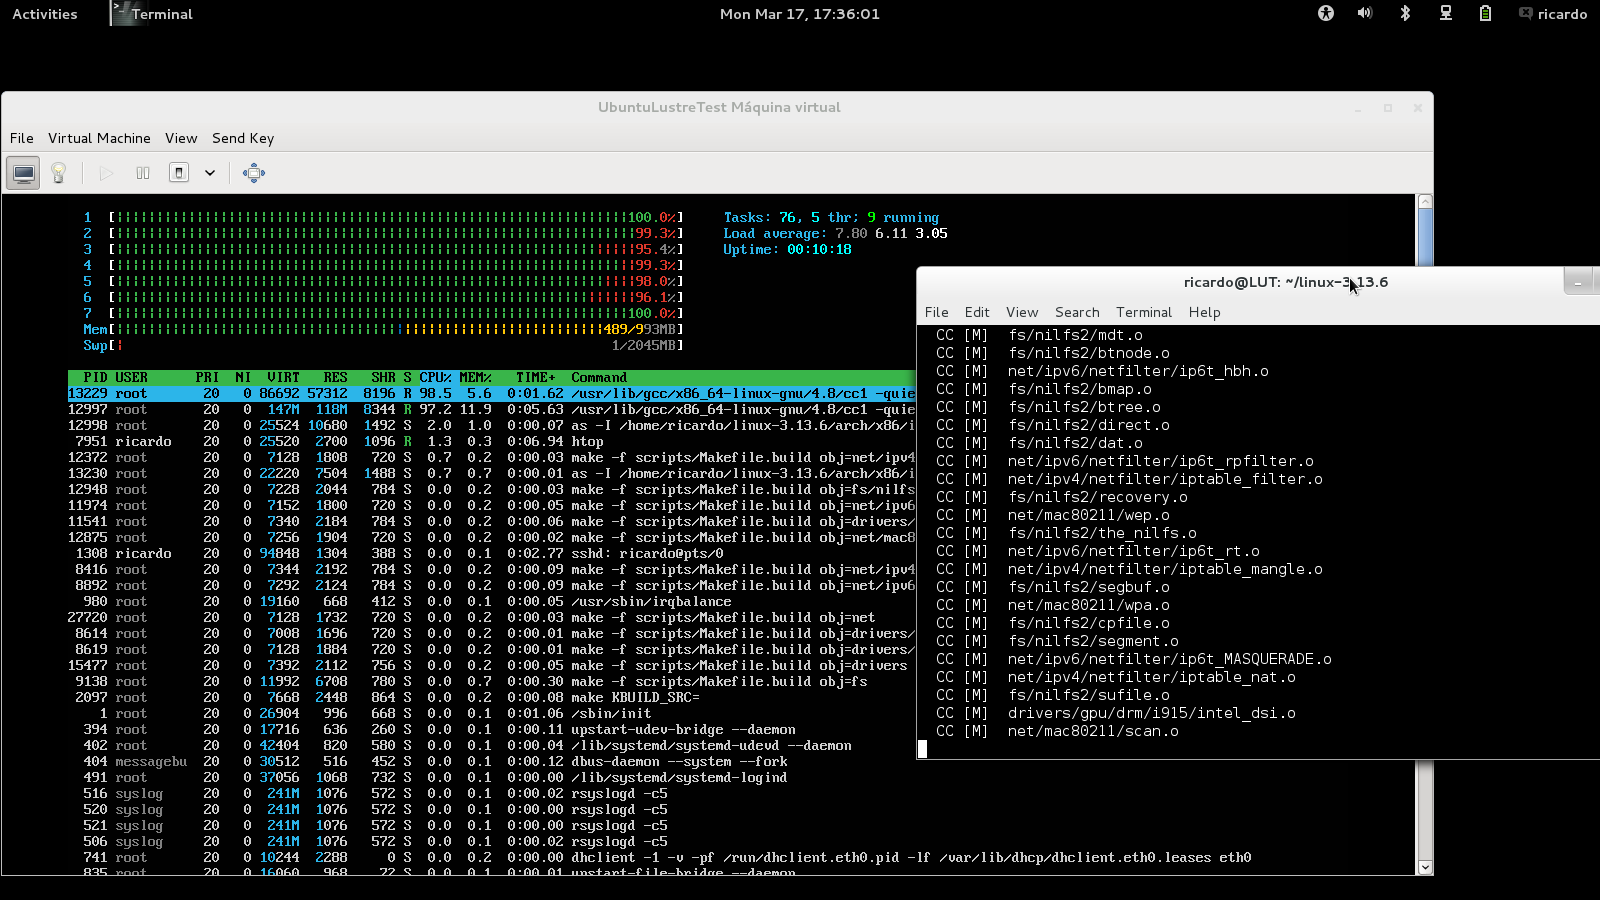 Activities
Terminal
Mon Mar 17, 17:36:01
ricardo
UbuntuLustreTest Máquina virtual
File Virtual Machine View Send Key
1 [100.0%]
2 [99.3%]
3 [95.4%]
4 [99.3%]
5 [98.0%]
6 [96.1%]
7 [100.0%]
Mem[489/993MB]
Swp[1/2045MB]
Tasks: 76, 5 thr; 9 running
Load average: 7.80 6.11 3.05
Uptime: 00:10:18
PID USER PRI NI VIRT RES SHR S CPU% MEM% TIME+ Command
13229 root 20 0 86692 57312 8196 R 98.5 5.6 0:01.62 /usr/lib/gcc/x86_64-linux-gnu/4.8/cc1 -quie
12997 root 20 0 147M 118M 8344 R 97.2 11.9 0:05.63 /usr/lib/gcc/x86_64-linux-gnu/4.8/cc1 -quie
12998 root 20 0 25524 10680 1492 S 2.0 1.0 0:00.07 as -I /home/ricardo/linux-3.13.6/arch/x86/i
7951 ricardo 20 0 25520 2700 1096 R 1.3 0.3 0:06.94 htop
12372 root 20 0 7128 1808 720 S 0.7 0.2 0:00.03 make -f scripts/Makefile.build obj=net/ipv4
13230 root 20 0 22220 7504 1488 S 0.7 0.7 0:00.01 as -I /home/ricardo/linux-3.13.6/arch/x86/i
12948 root 20 0 7228 2044 784 S 0.0 0.2 0:00.03 make -f scripts/Makefile.build obj=fs/nilfs
11974 root 20 0 7152 1800 720 S 0.0 0.2 0:00.05 make -f scripts/Makefile.build obj=net/ipv6
11541 root 20 0 7340 2184 784 S 0.0 0.2 0:00.06 make -f scripts/Makefile.build obj=drivers/
12875 root 20 0 7256 1904 720 S 0.0 0.2 0:00.02 make -f scripts/Makefile.build obj=net/mac8
1308 ricardo 20 0 94848 1304 388 S 0.0 0.1 0:02.77 sshd: ricardo@pts/0
8416 root 20 0 7344 2192 784 S 0.0 0.2 0:00.09 make -f scripts/Makefile.build obj=net/ipv4
8892 root 20 0 7292 2124 784 S 0.0 0.2 0:00.09 make -f scripts/Makefile.build obj=net/ipv6
980 root 20 0 19160 668 412 S 0.0 0.1 0:00.05 /usr/sbin/irqbalance
27720 root 20 0 7128 1732 720 S 0.0 0.2 0:00.03 make -f scripts/Makefile.build obj=net
8614 root 20 0 7008 1696 720 S 0.0 0.2 0:00.01 make -f scripts/Makefile.build obj=drivers/
8619 root 20 0 7128 1884 720 S 0.0 0.2 0:00.01 make -f scripts/Makefile.build obj=drivers/
15477 root 20 0 7392 2112 756 S 0.0 0.2 0:00.05 make -f scripts/Makefile.build obj=drivers
9138 root 20 0 11992 6708 780 S 0.0 0.7 0:00.30 make -f scripts/Makefile.build obj=fs
2097 root 20 0 7668 2448 864 S 0.0 0.2 0:00.08 make KBUILD_SRC=
1 root 20 0 26904 996 668 S 0.0 0.1 0:01.06 /sbin/init
394 root 20 0 17716 636 260 S 0.0 0.1 0:00.11 upstart-udev-bridge --daemon
402 root 20 0 42404 820 580 S 0.0 0.1 0:00.04 /lib/systemd/systemd-udevd --daemon
404 messagebu 20 0 30512 516 452 S 0.0 0.1 0:00.12 dbus-daemon --system --fork
491 root 20 0 37056 1068 732 S 0.0 0.1 0:00.00 /lib/systemd/systemd-logind
516 syslog 20 0 241M 1076 572 S 0.0 0.1 0:00.02 rsyslogd -c5
520 syslog 20 0 241M 1076 572 S 0.0 0.1 0:00.00 rsyslogd -c5
521 syslog 20 0 241M 1076 572 S 0.0 0.1 0:00.00 rsyslogd -c5
506 syslog 20 0 241M 1076 572 S 0.0 0.1 0:00.02 rsyslogd -c5
741 root 20 0 10244 2288 0 S 0.0 0.2 0:00.00 dhclient -1 -v -pf /run/dhclient.eth0.pid -lf /var/lib/dhcp/dhclient.eth0.leases eth0
835 root 20 0 16060 968 72 S 0.0 0.1 0:00.01 upstart-file-bridge --daemon
ricardo@LUT: ~/linux-3.13.6
File Edit View Search Terminal Help
CC [M] fs/nilfs2/mdt.o
CC [M] fs/nilfs2/btnode.o
CC [M] net/ipv6/netfilter/ip6t_hbh.o
CC [M] fs/nilfs2/bmap.o
CC [M] fs/nilfs2/btree.o
CC [M] fs/nilfs2/direct.o
CC [M] fs/nilfs2/dat.o
CC [M] net/ipv6/netfilter/ip6t_rpfilter.o
CC [M] net/ipv4/netfilter/iptable_filter.o
CC [M] fs/nilfs2/recovery.o
CC [M] net/mac80211/wep.o
CC [M] fs/nilfs2/the_nilfs.o
CC [M] net/ipv6/netfilter/ip6t_rt.o
CC [M] net/ipv4/netfilter/iptable_mangle.o
CC [M] fs/nilfs2/segbuf.o
CC [M] net/mac80211/wpa.o
CC [M] fs/nilfs2/cpfile.o
CC [M] fs/nilfs2/segment.o
CC [M] net/ipv6/netfilter/ip6t_MASQUERADE.o
CC [M] net/ipv4/netfilter/iptable_nat.o
CC [M] fs/nilfs2/sufile.o
CC [M] drivers/gpu/drm/i915/intel_dsi.o
CC [M] net/mac80211/scan.o